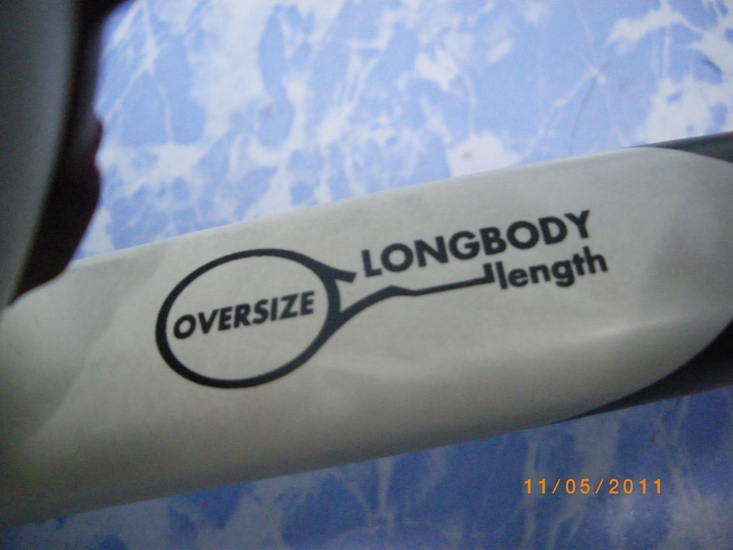 LONGBODY
length
OVERSIZE
11/05/2011